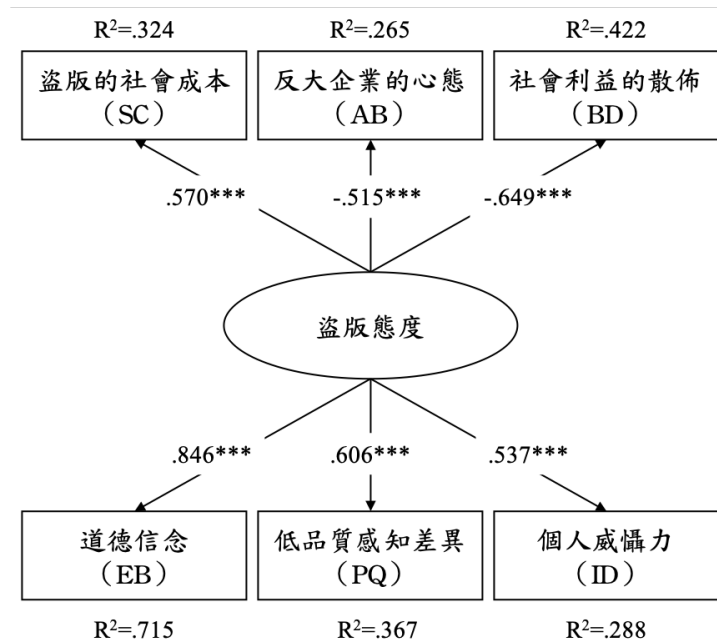 R²=.324 R²=.265 R²=.422
盜版的社會成本 反大企業的心態 社會利益的散佈
（SC） （AB） （BD）
.570*** -.515*** -.649***
盜版態度
.846*** .606*** .537***
道德信念 低品質感知差異 個人威懾力
（EB） （PQ） （ID）
R²=.715 R²=.367 R²=.288